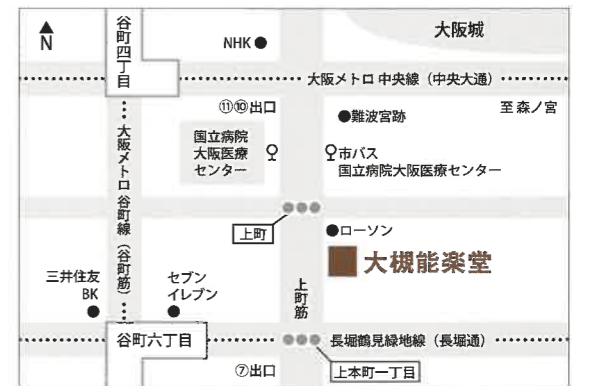 N
谷町四丁目
NHK
大阪城
大阪メトロ 中央線（中央大通）
⑪⑩出口
難波宮跡
至 森ノ宮
国立病院
大阪医療
センター
市バス
国立病院大阪医療センター
大阪メトロ 谷町線（谷町筋）
上町
ローソン
大槻能楽堂
三井住友
BK
セブン
イレブン
上町筋
谷町六丁目
長堀鶴見緑地線（長堀通）
⑦出口
上本町一丁目